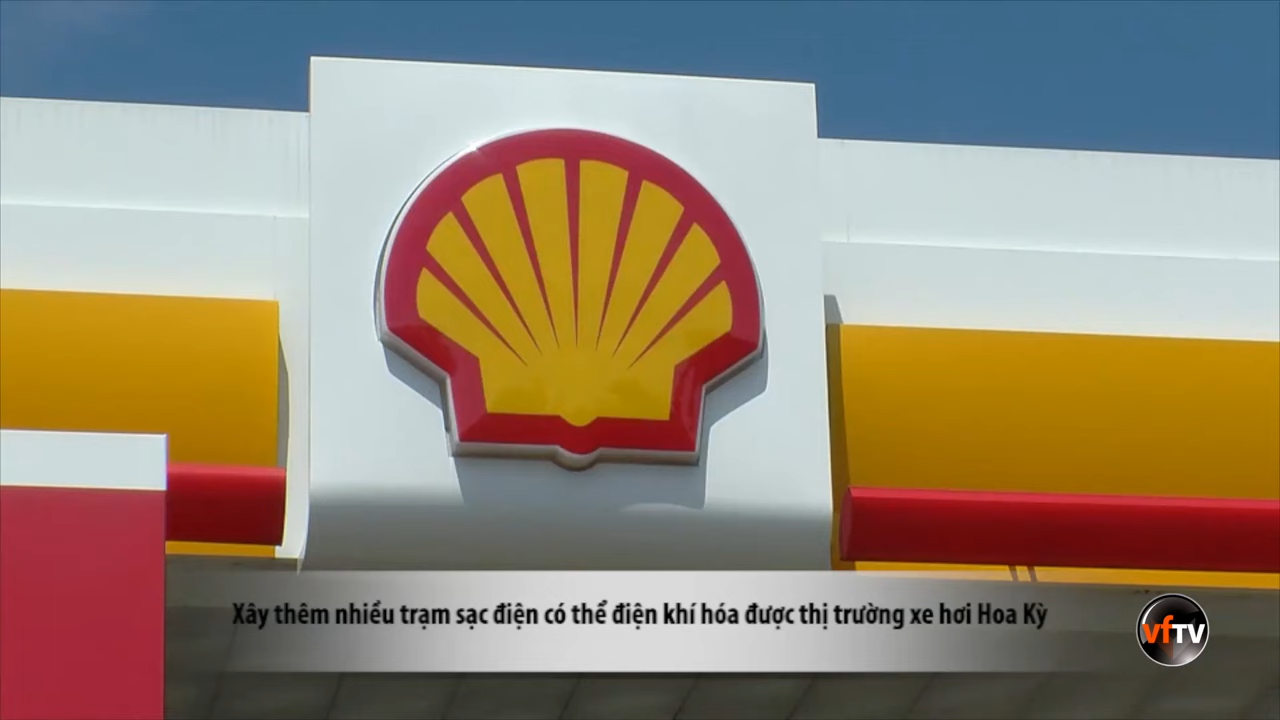 Xây thêm nhiều trạm sạc điện có thể điện khí hóa được thị trường xe hơi Hoa Kỳ
vfTV